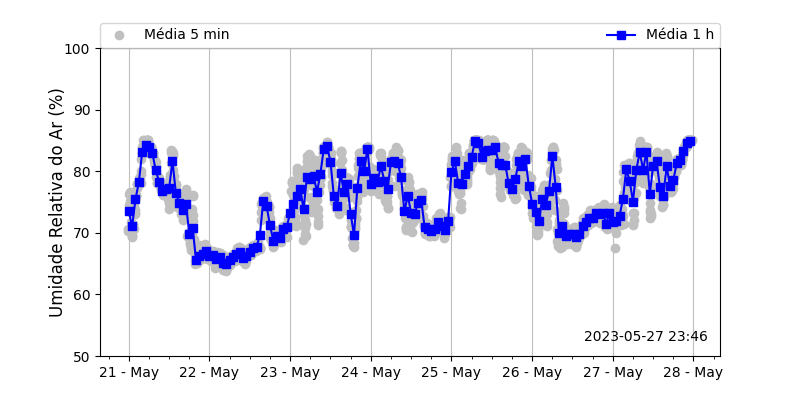 Média 5 min
Média 1 h
Umidade Relativa do Ar (%)
100
90
80
70
60
50
2023-05-27 23:46
21 - May
22 - May
23 - May
24 - May
25 - May
26 - May
27 - May
28 - May